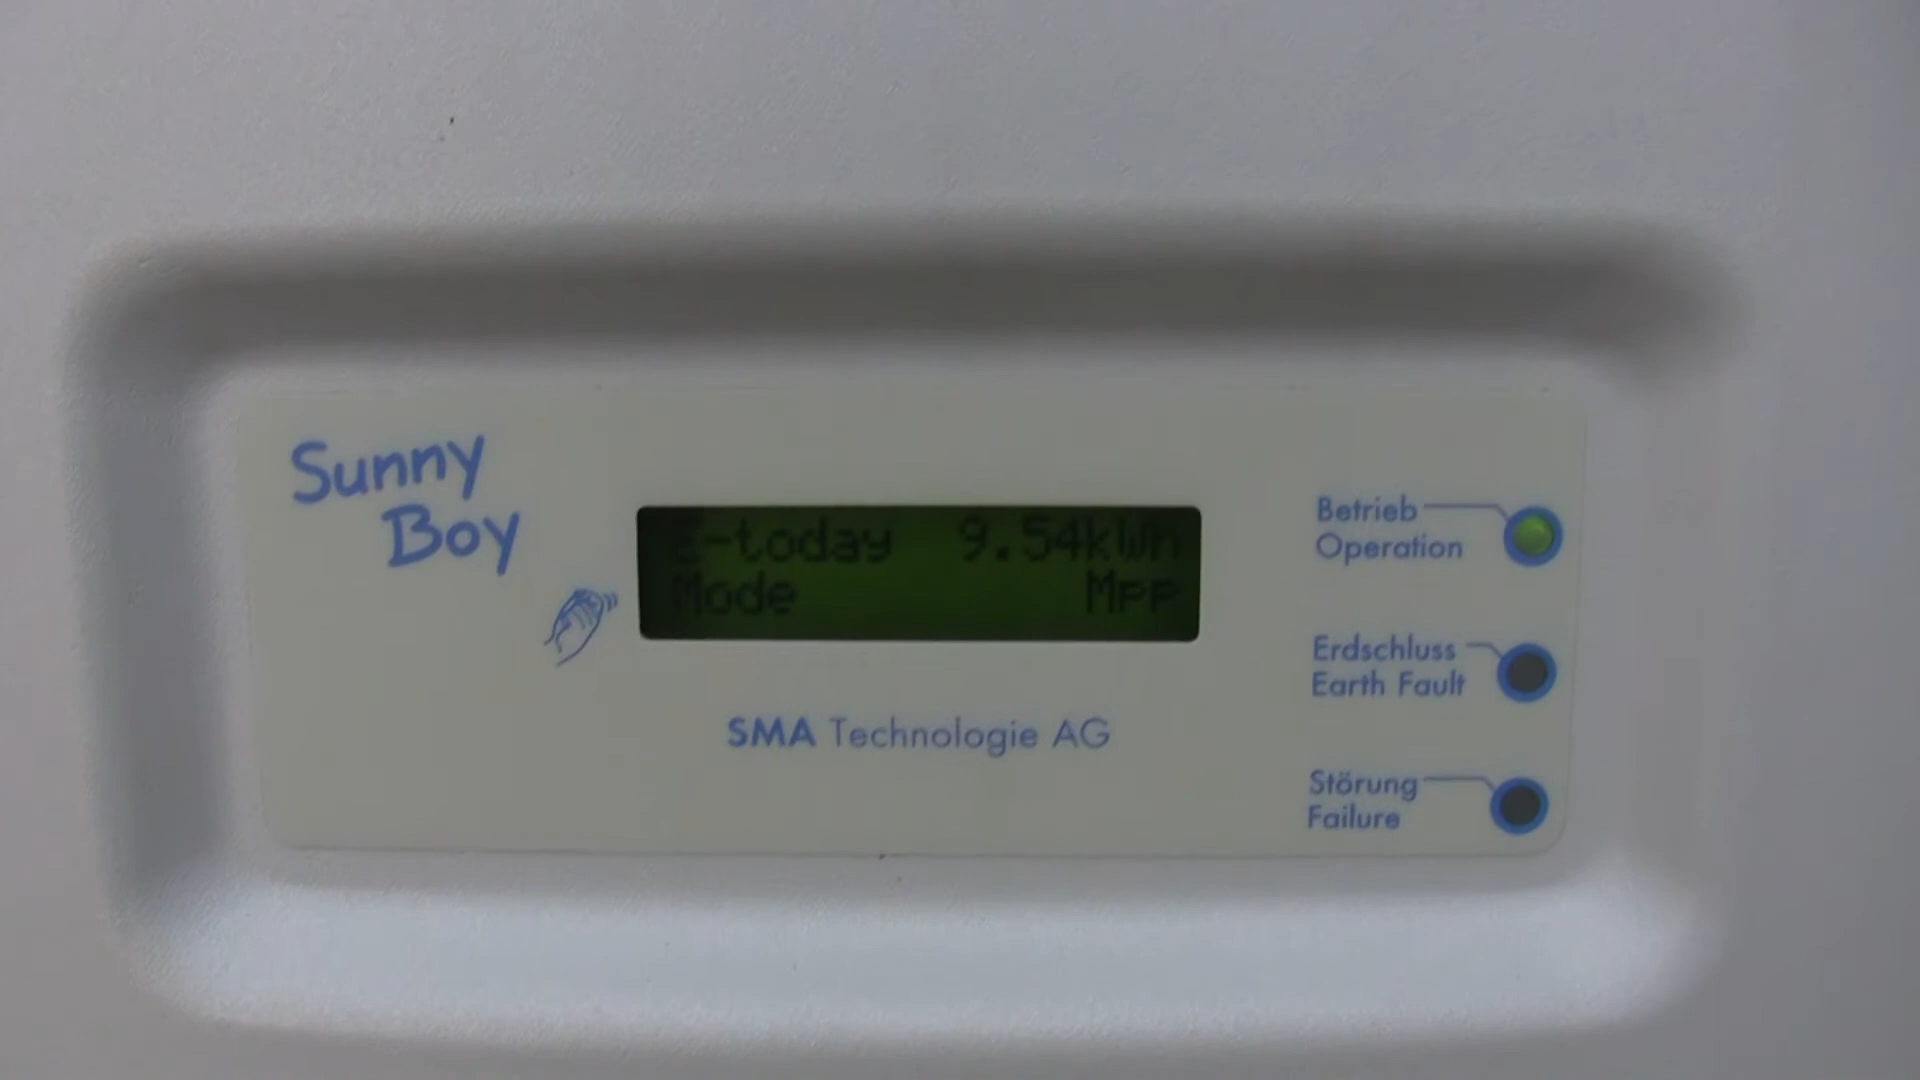 Sunny
Boy
E-today 9.54kWh
Mode Mpp
SMA Technologie AG
Betrieb
Operation
Erdschluss
Earth Fault
Störung
Failure